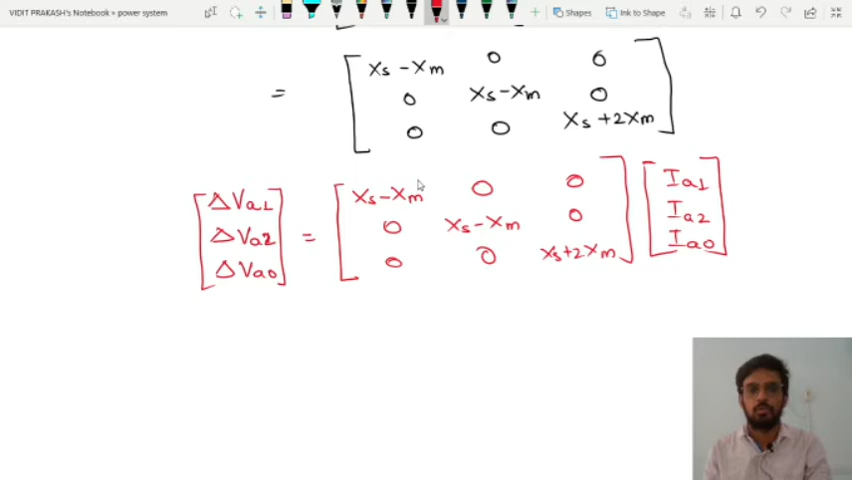 VIDIT PRAKASH's Notebook » power system
Shapes
Ink to Shape
Xs-Xm 0 0
= 0 Xs-Xm 0
0 0 Xs+2Xm
ΔVa1 Xs-Xm 0 0 Ia1
ΔVa2 = 0 Xs-Xm 0 Ia2
ΔVa0 0 0 Xs+2Xm Ia0